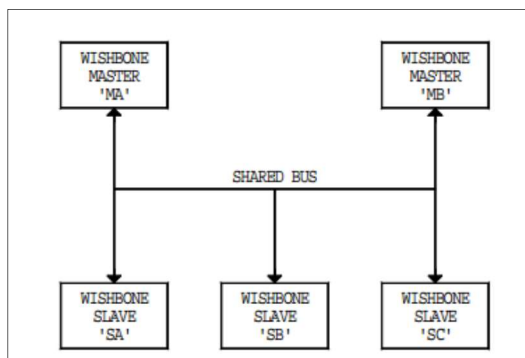 WISHBONE
MASTER
'MA'
WISHBONE
MASTER
'MB'
SHARED BUS
WISHBONE
SLAVE
'SA'
WISHBONE
SLAVE
'SB'
WISHBONE
SLAVE
'SC'